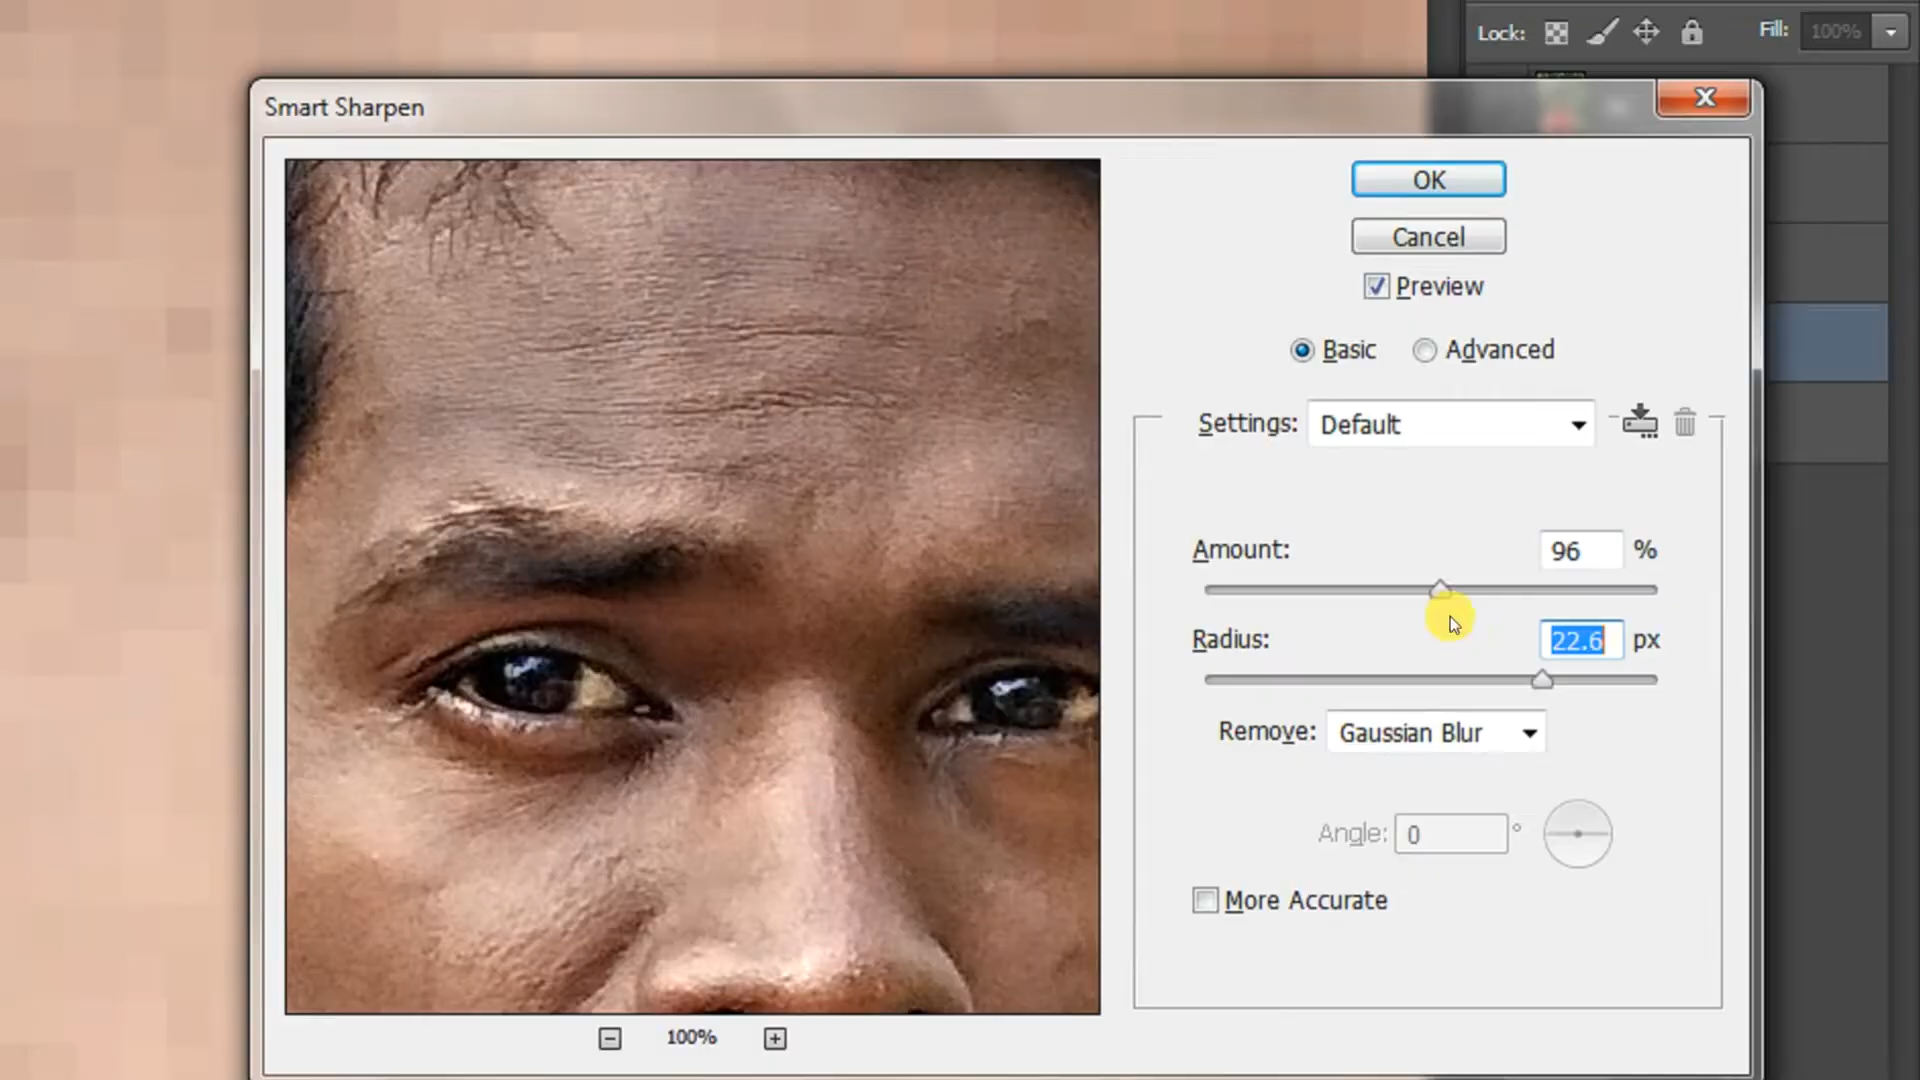 Lock:
Fill: 100%
Smart Sharpen
OK
Cancel
Preview
Basic Advanced
Settings: Default
Amount: 96 %
Radius: 22.6 px
Remove: Gaussian Blur
Angle: 0 °
More Accurate
100%